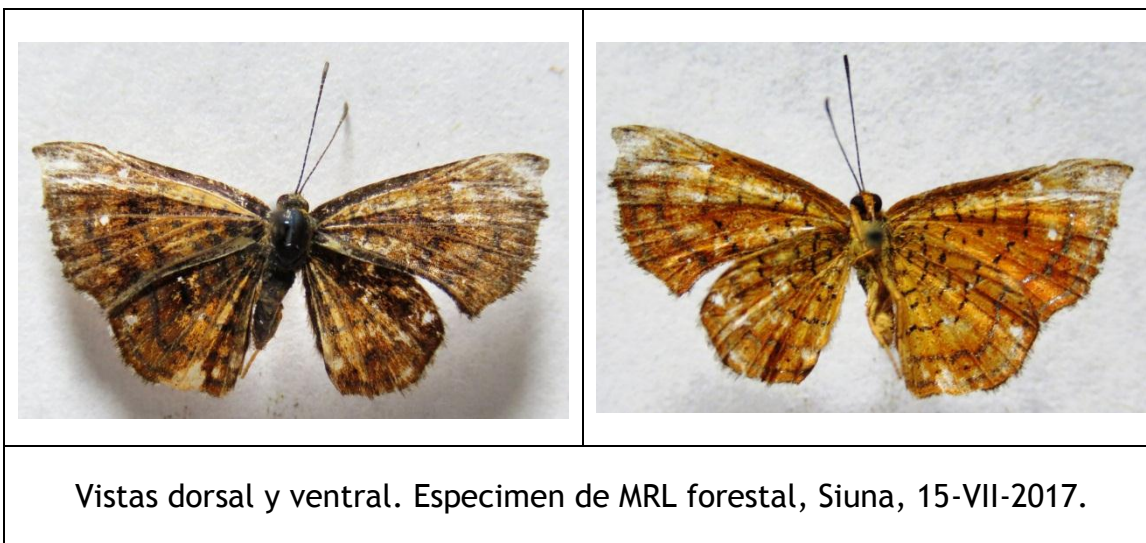 Vistas dorsal y ventral. Especimen de MRL forestal, Siuna, 15-VII-2017.